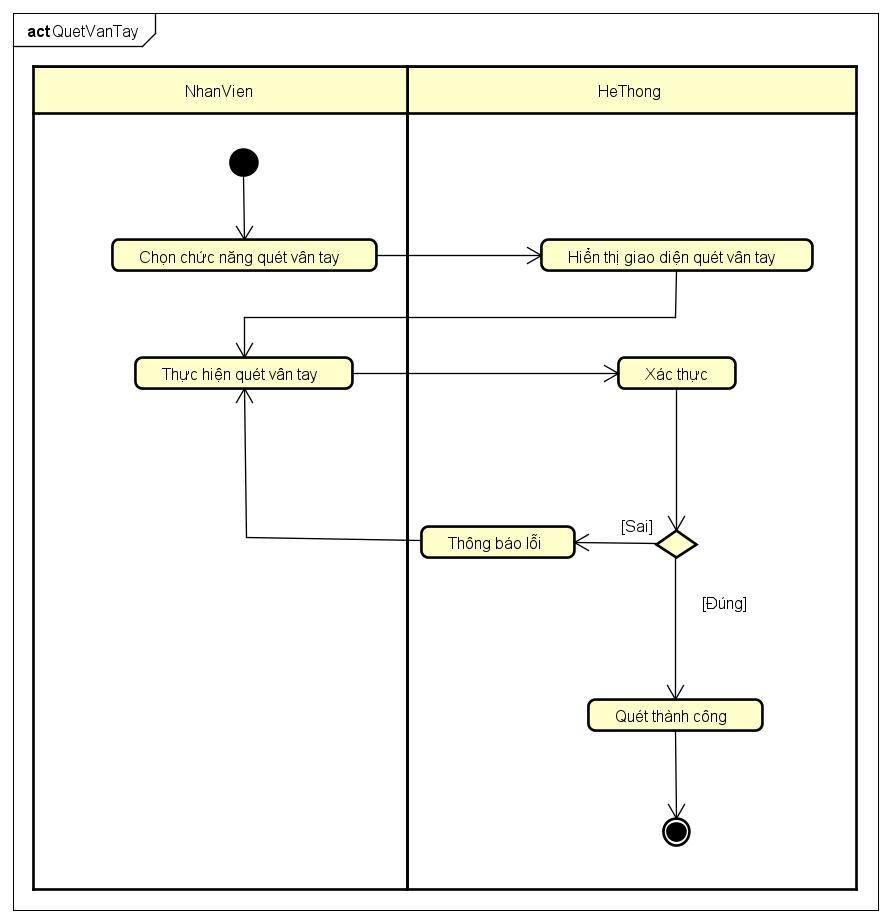 act QuetVanTay
NhanVien
HeThong
Chọn chức năng quét vân tay
Hiển thị giao diện quét vân tay
Thực hiện quét vân tay
Xác thực
[Sai]
Thông báo lỗi
[Đúng]
Quét thành công